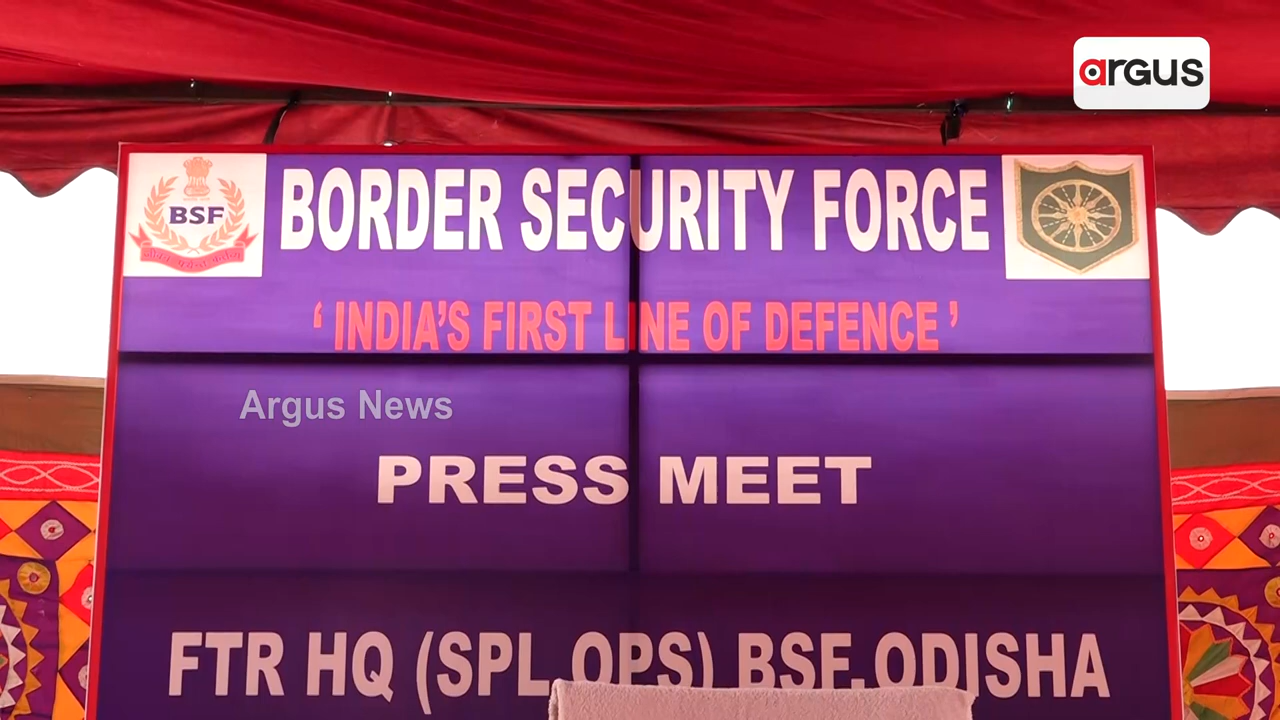 argus
BSF
BORDER SECURITY FORCE
' INDIA'S FIRST LINE OF DEFENCE '
Argus News
PRESS MEET
FTR HQ (SPL OPS) BSF, ODISHA